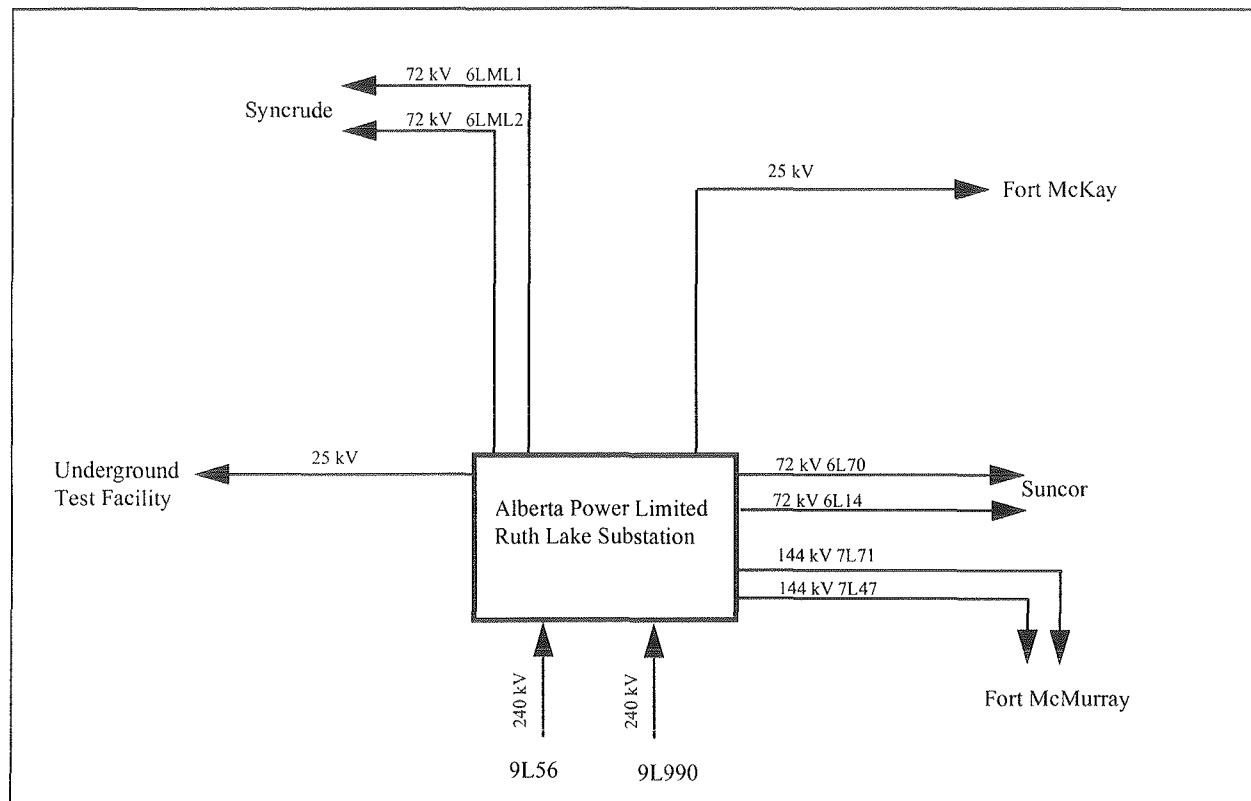 72 kV 6LML1
Syncrude
72 kV 6LML2
25 kV
Fort McKay
Underground
Test Facility
25 kV
Alberta Power Limited
Ruth Lake Substation
72 kV 6L70
Suncor
72 kV 6L14
144 kV 7L71
144 kV 7L47
Fort McMurray
240 kV
240 kV
9L56
9L990